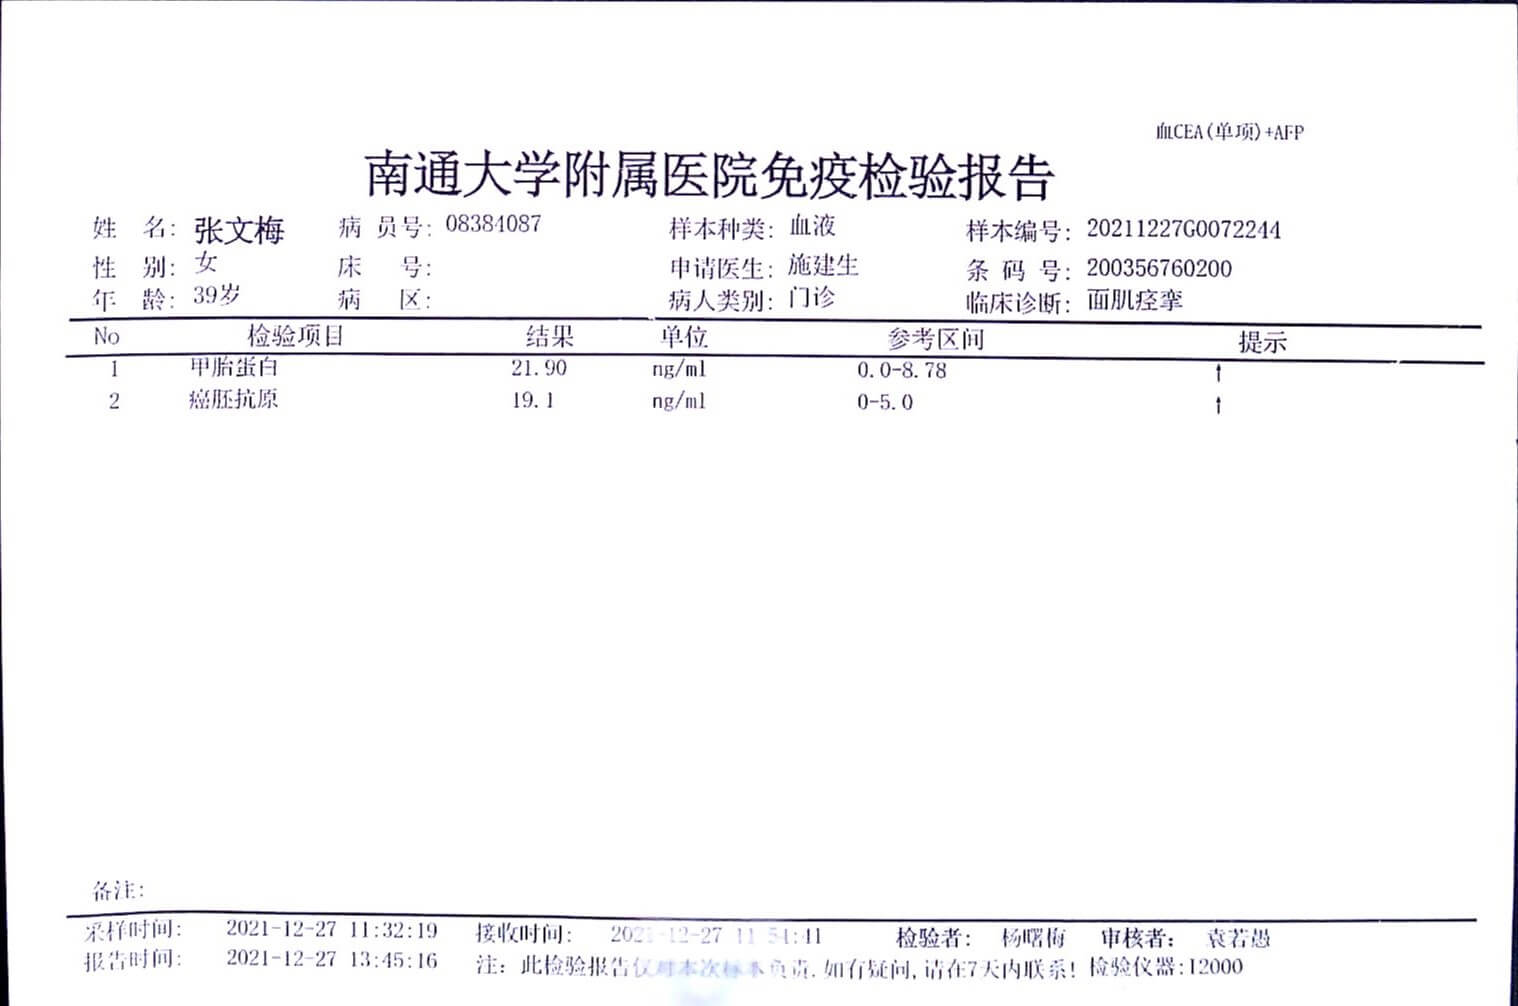 血CEA(单项)+AFP
南通大学附属医院免疫检验报告
姓 名: 张文梅 病 员号: 08384087 样本种类: 血液 样本编号: 20211227G0072244
性 别: 女 床 号: 申请医生: 施建生 条 码 号: 200356760200
年 龄: 39岁 病 区: 病人类别: 门诊 临床诊断: 面肌痉挛
No 检验项目 结果 单位 参考区间 提示
1 甲胎蛋白 21.90 ng/ml 0.0-8.78 ↑
2 癌胚抗原 19.1 ng/ml 0-5.0 ↑
备注:
采样时间: 2021-12-27 11:32:19 接收时间: 2021-12-27 11:54:41 检验者: 杨曙梅 审核者: 袁若愚
报告时间: 2021-12-27 13:45:16 注: 此检验报告仅对本次标本负责,如有疑问,请在7天内联系! 检验仪器:I2000